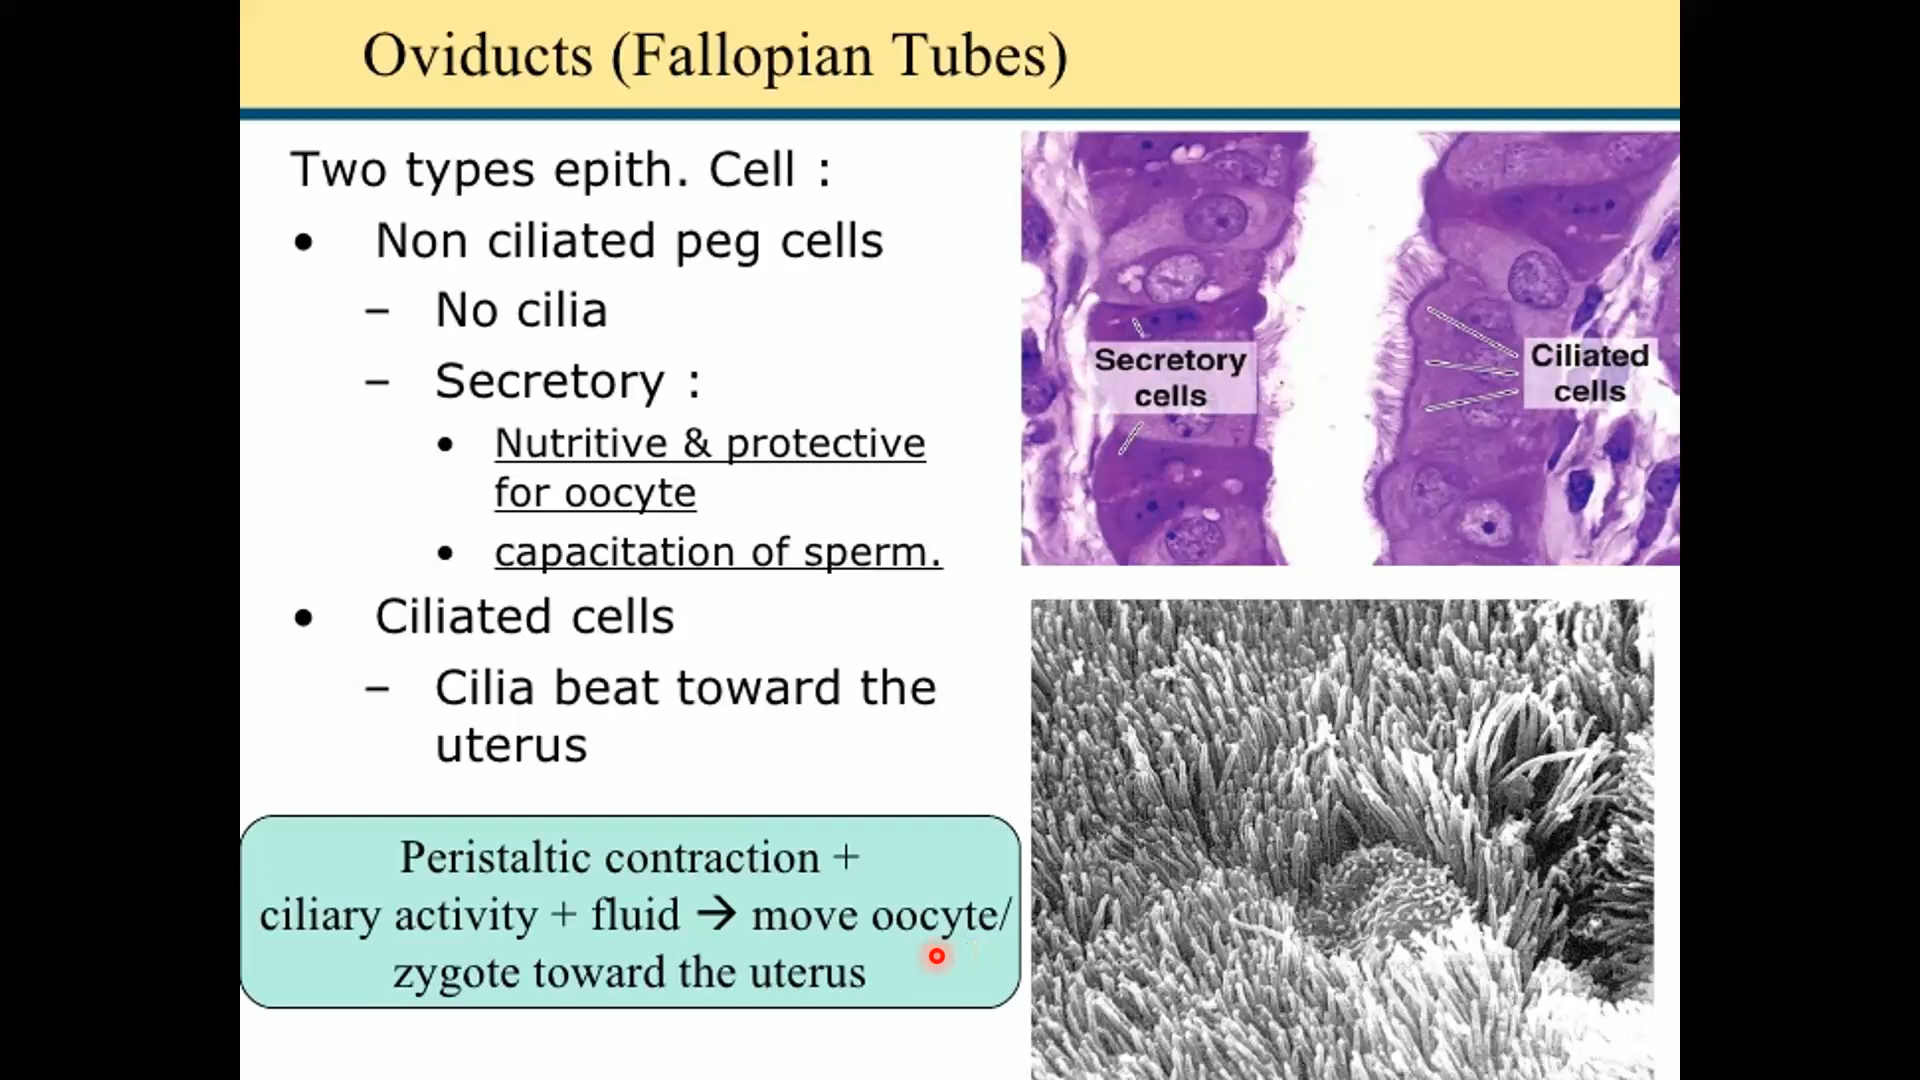 Oviducts (Fallopian Tubes)
Two types epith. Cell :
• Non ciliated peg cells
– No cilia
– Secretory :
• Nutritive & protective
for oocyte
• capacitation of sperm.
• Ciliated cells
– Cilia beat toward the
uterus
Peristaltic contraction +
ciliary activity + fluid → move oocyte/
zygote toward the uterus
Secretory
cells
Ciliated
cells